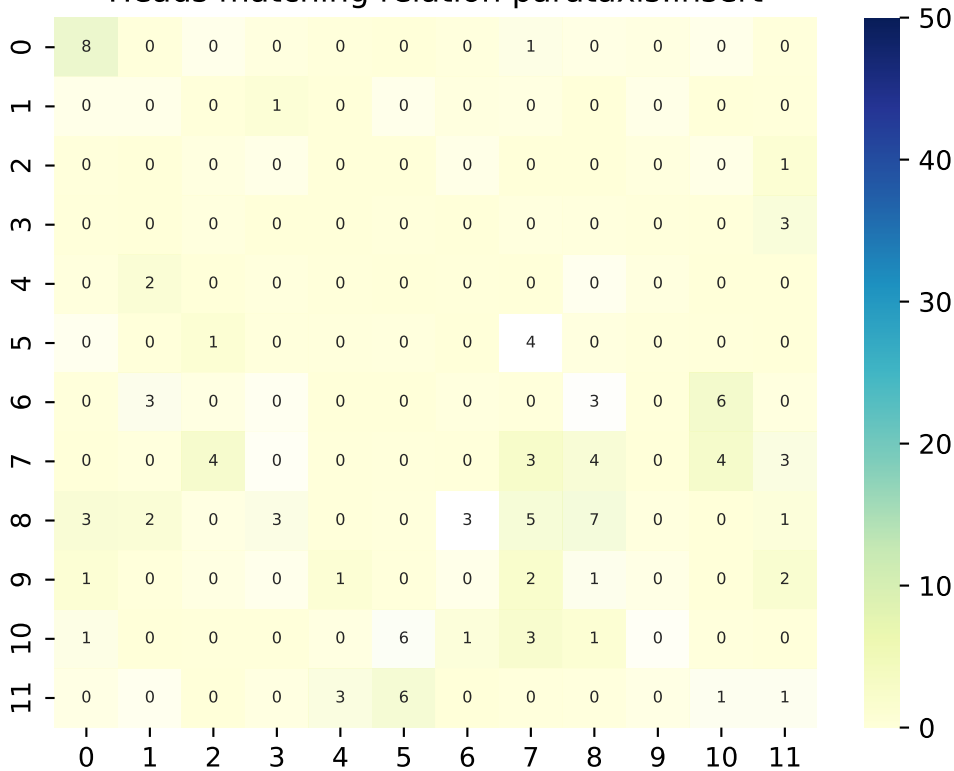 Heads matching relation parataxis:insert
0 8 0 0 0 0 0 0 1 0 0 0 0
1 0 0 0 1 0 0 0 0 0 0 0 0
2 0 0 0 0 0 0 0 0 0 0 0 1
3 0 0 0 0 0 0 0 0 0 0 0 3
4 0 2 0 0 0 0 0 0 0 0 0 0
5 0 0 1 0 0 0 0 4 0 0 0 0
6 0 3 0 0 0 0 0 0 3 0 6 0
7 0 0 4 0 0 0 0 3 4 0 4 3
8 3 2 0 3 0 0 3 5 7 0 0 1
9 1 0 0 0 1 0 0 2 1 0 0 2
10 1 0 0 0 0 6 1 3 1 0 0 0
11 0 0 0 0 3 6 0 0 0 0 1 1
0 1 2 3 4 5 6 7 8 9 10 11
50
40
30
20
10
0